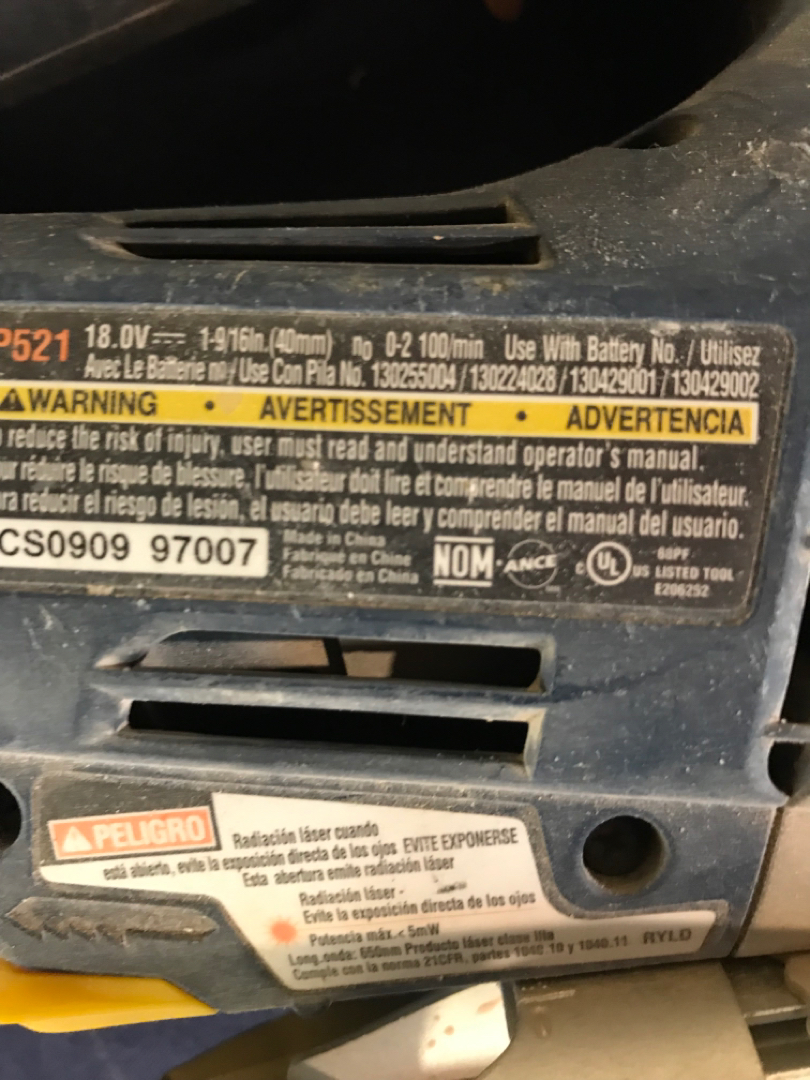 P521 18.0V 1-9/16in.(40mm) n0 0-2 100/min Use With Battery No. / Utilisez
Avec Le Batterie no / Use Con Pila No. 130255004 / 130224028 / 130429001 / 130429002
WARNING • AVERTISSEMENT • ADVERTENCIA
reduce the risk of injury, user must read and understand operator's manual.
ur réduire le risque de blessure, l'utilisateur doit lire et comprendre le manuel de l'utilisateur.
ara reducir el riesgo de lesión, el usuario debe leer y comprender el manual del usuario.
CS0909 97007
Made in China
Fabriqué en Chine
Fabricado en China
NOM-ANCE
C UL US
60PF
LISTED TOOL
E206252
PELIGRO
Radiación láser cuando
está abierto, evite la exposición directa de los ojos EVITE EXPONERSE
Esta abertura emite radiación láser
Radiación láser -
Evite la exposición directa de los ojos
Potencia máx. < 5mW
Long.onda: 650nm Producto láser clase IIIa
Cumple con la norma 21CFR, partes 1040.10 y 1040.11 RYLD